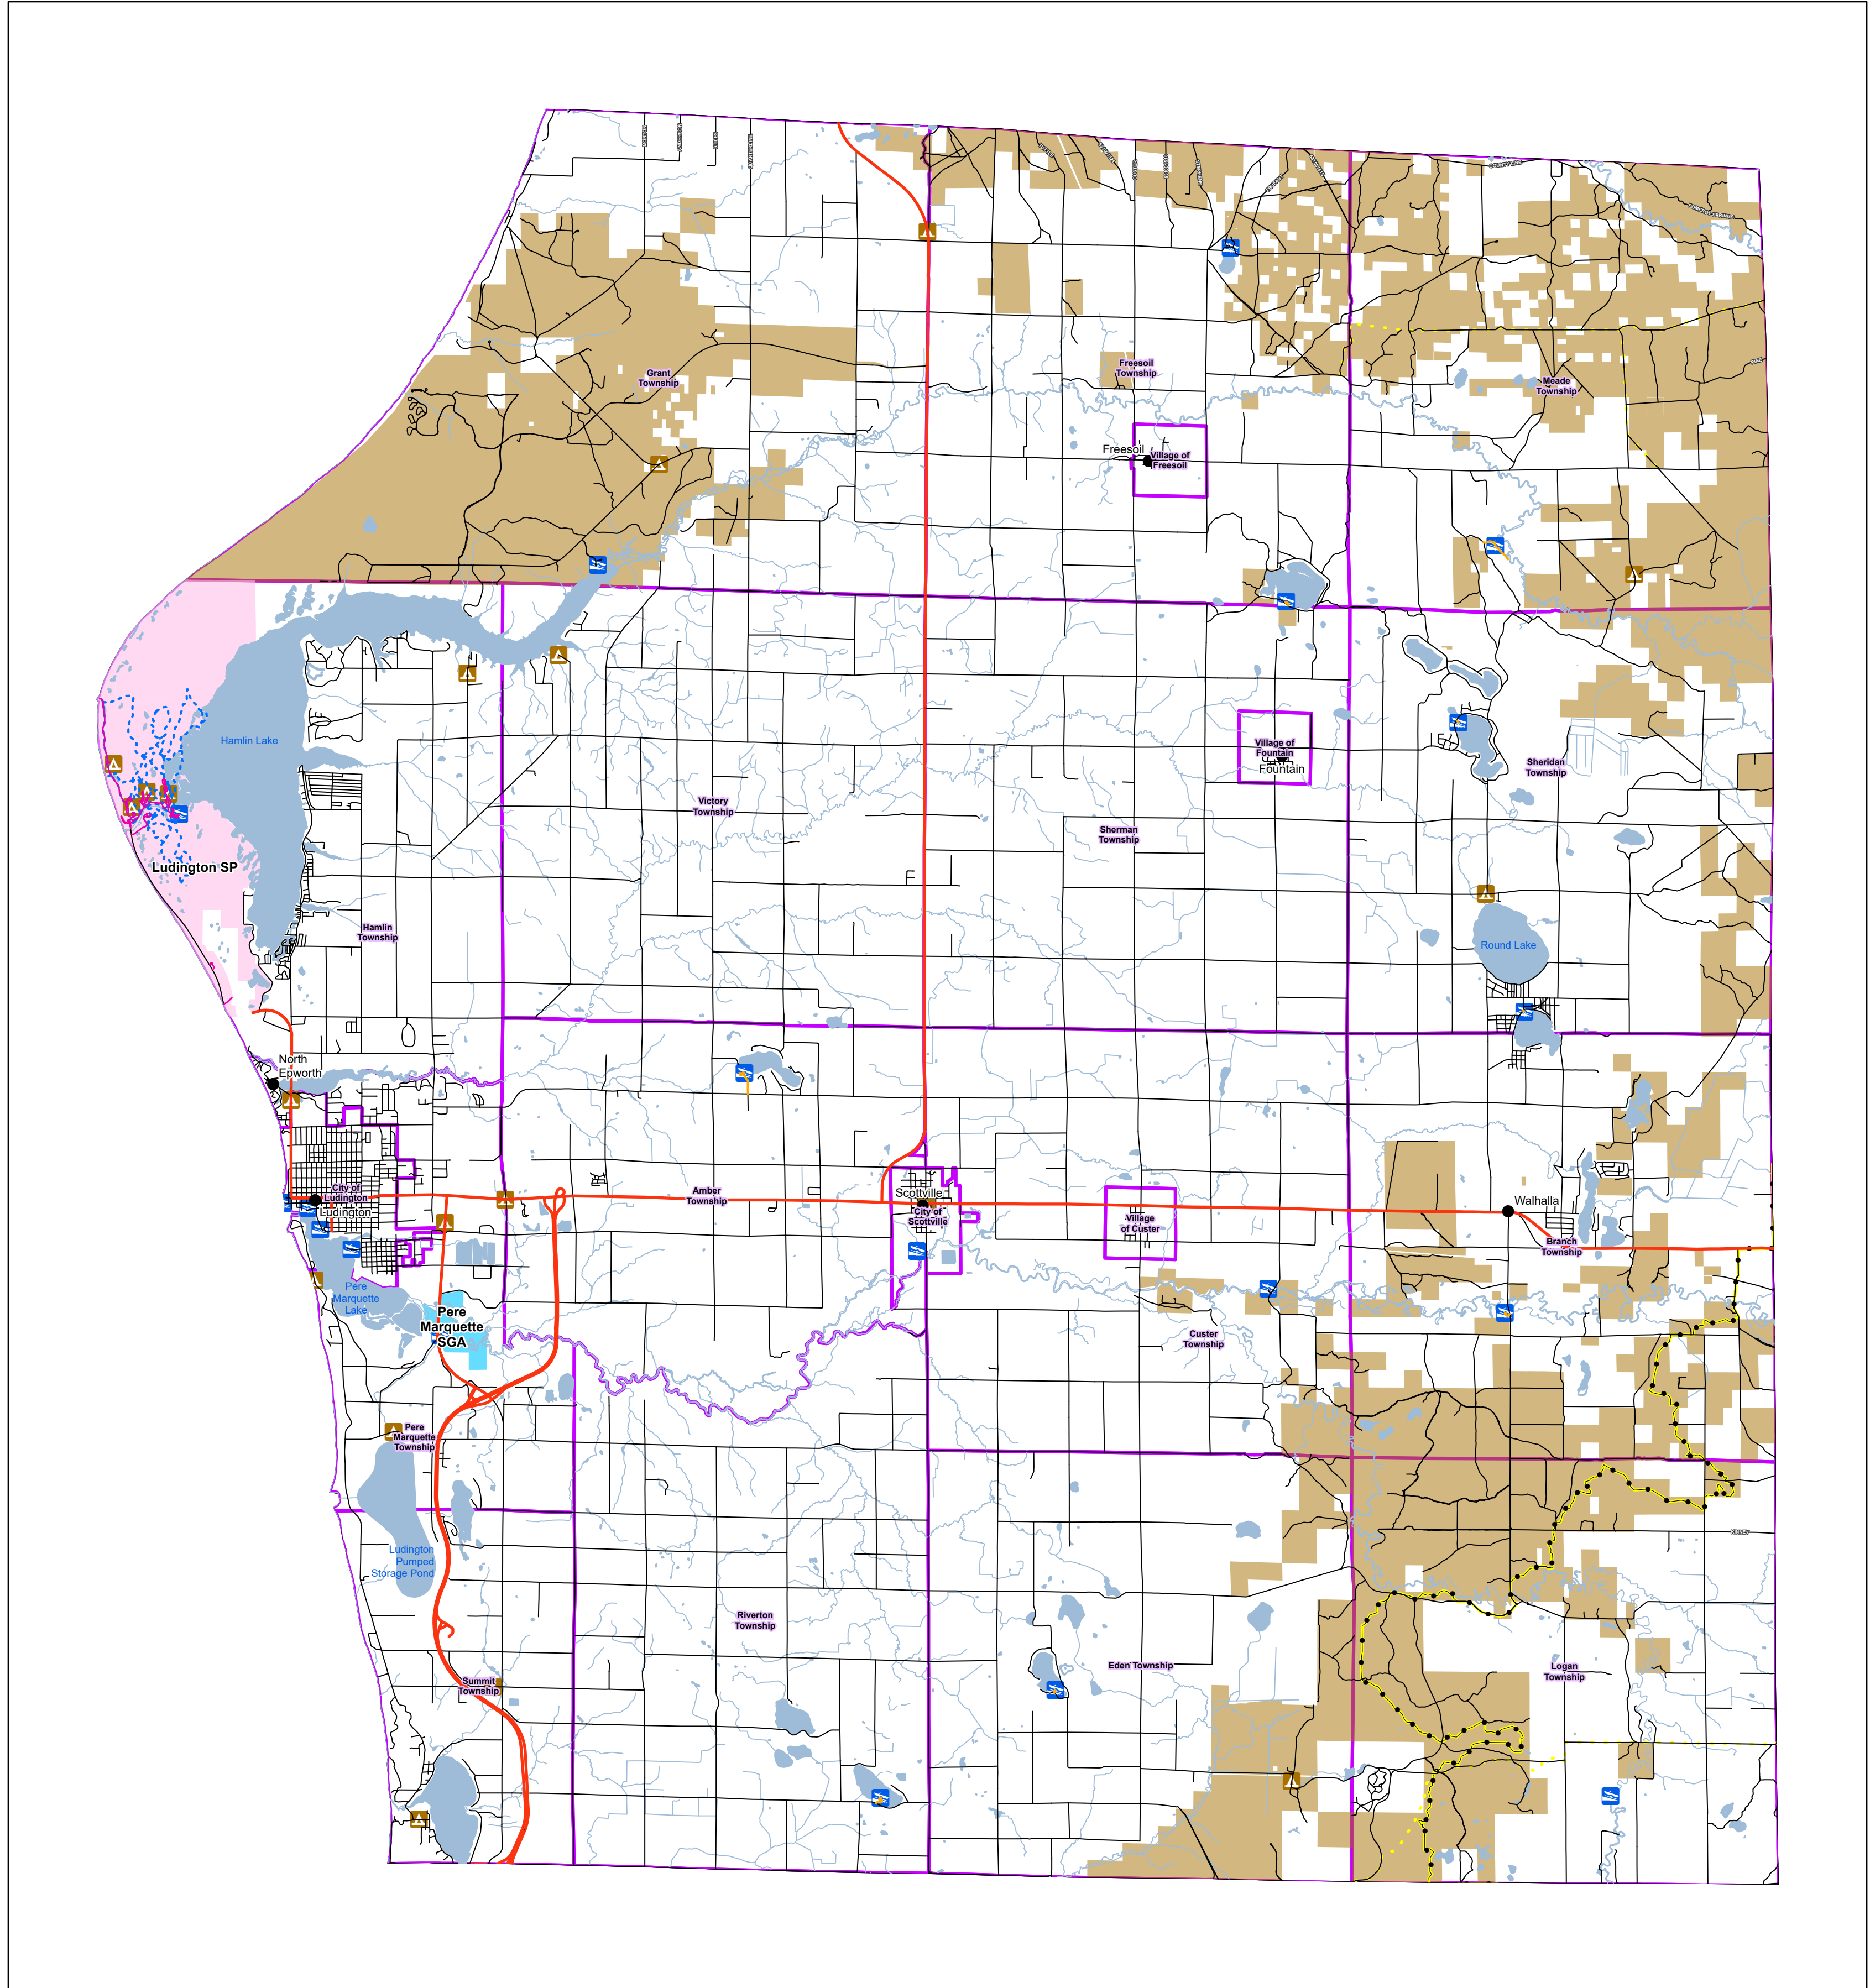 COUNTY LINE
KINNEY
Grant
Township
Freesoil
Township
Meade
Township
Freesoil
Village of
Freesoil
Hamlin Lake
Village of
Fountain
Fountain
Sheridan
Township
Victory
Township
Sherman
Township
Ludington SP
Hamlin
Township
Round Lake
North
Epworth
City of
Ludington
Ludington
Amber
Township
Scottville
City of
Scottville
Village
of Custer
Walhalla
Branch
Township
Pere
Marquette
Lake
Pere
Marquette
SGA
Custer
Township
Pere
Marquette
Township
Ludington
Pumped
Storage Pond
Riverton
Township
Eden Township
Logan
Township
Summit
Township